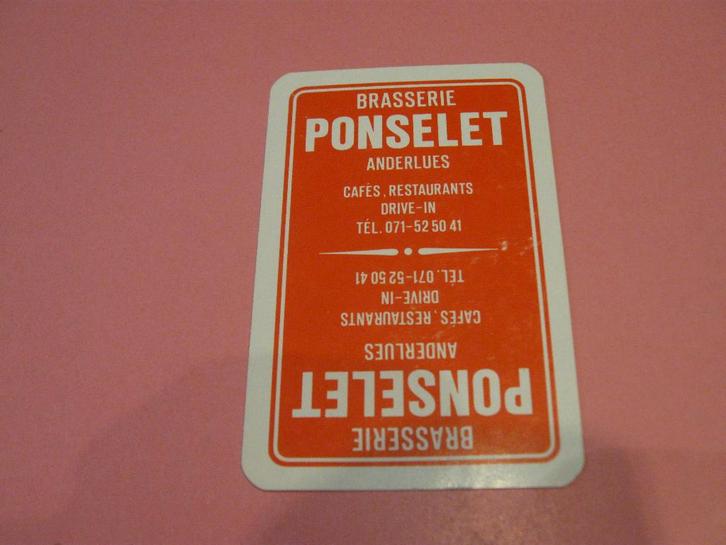 BRASSERIE
PONSELET
ANDERLUES
CAFÉS, RESTAURANTS
DRIVE-IN
TÉL. 071-52 50 41
BRASSERIE
PONSELET
ANDERLUES
CAFÉS, RESTAURANTS
DRIVE-IN
TÉL. 071-52 50 41